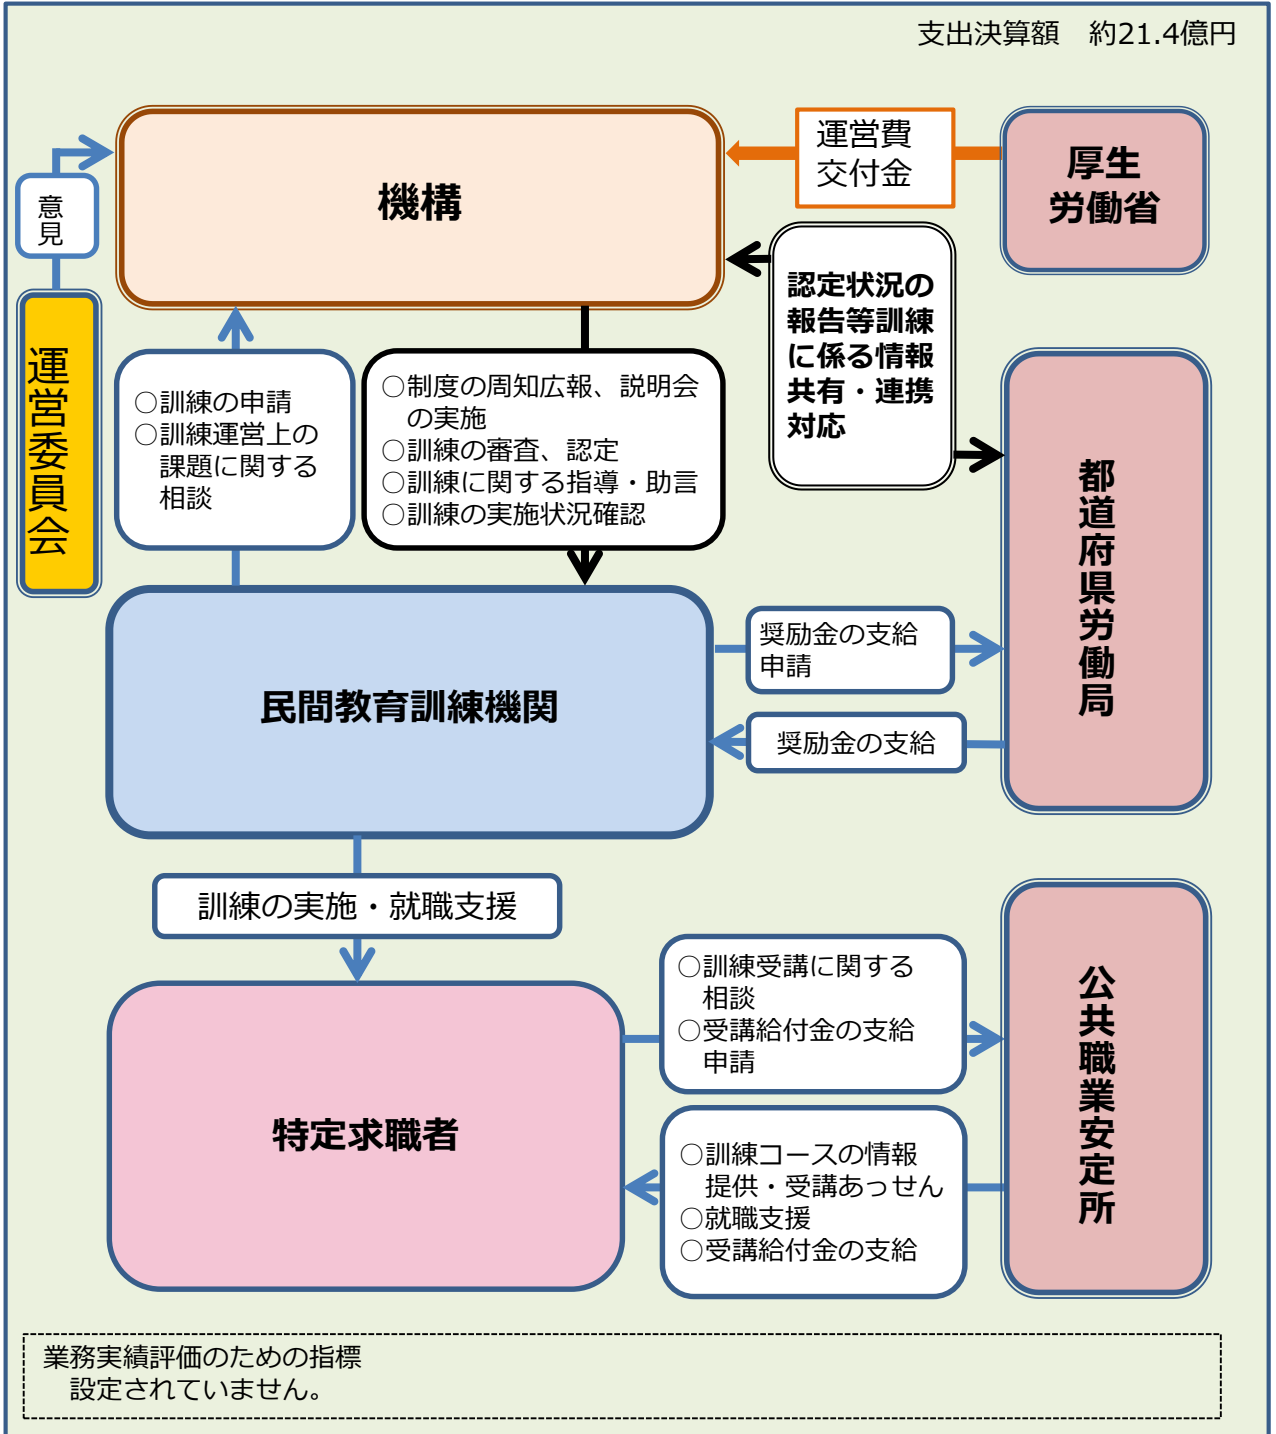 支出決算額　約21.4億円
機構
運営費
交付金
厚生
労働省
意
見
運営委員会
認定状況の
報告等訓練
に係る情報
共有・連携
対応
○訓練の申請
○訓練運営上の
課題に関する
相談
○制度の周知広報、説明会
の実施
○訓練の審査、認定
○訓練に関する指導・助言
○訓練の実施状況確認
都道府県労働局
民間教育訓練機関
奨励金の支給
申請
奨励金の支給
訓練の実施・就職支援
特定求職者
○訓練受講に関する
相談
○受講給付金の支給
申請
○訓練コースの情報
提供・受講あっせん
○就職支援
○受講給付金の支給
公共職業安定所
業務実績評価のための指標
設定されていません。